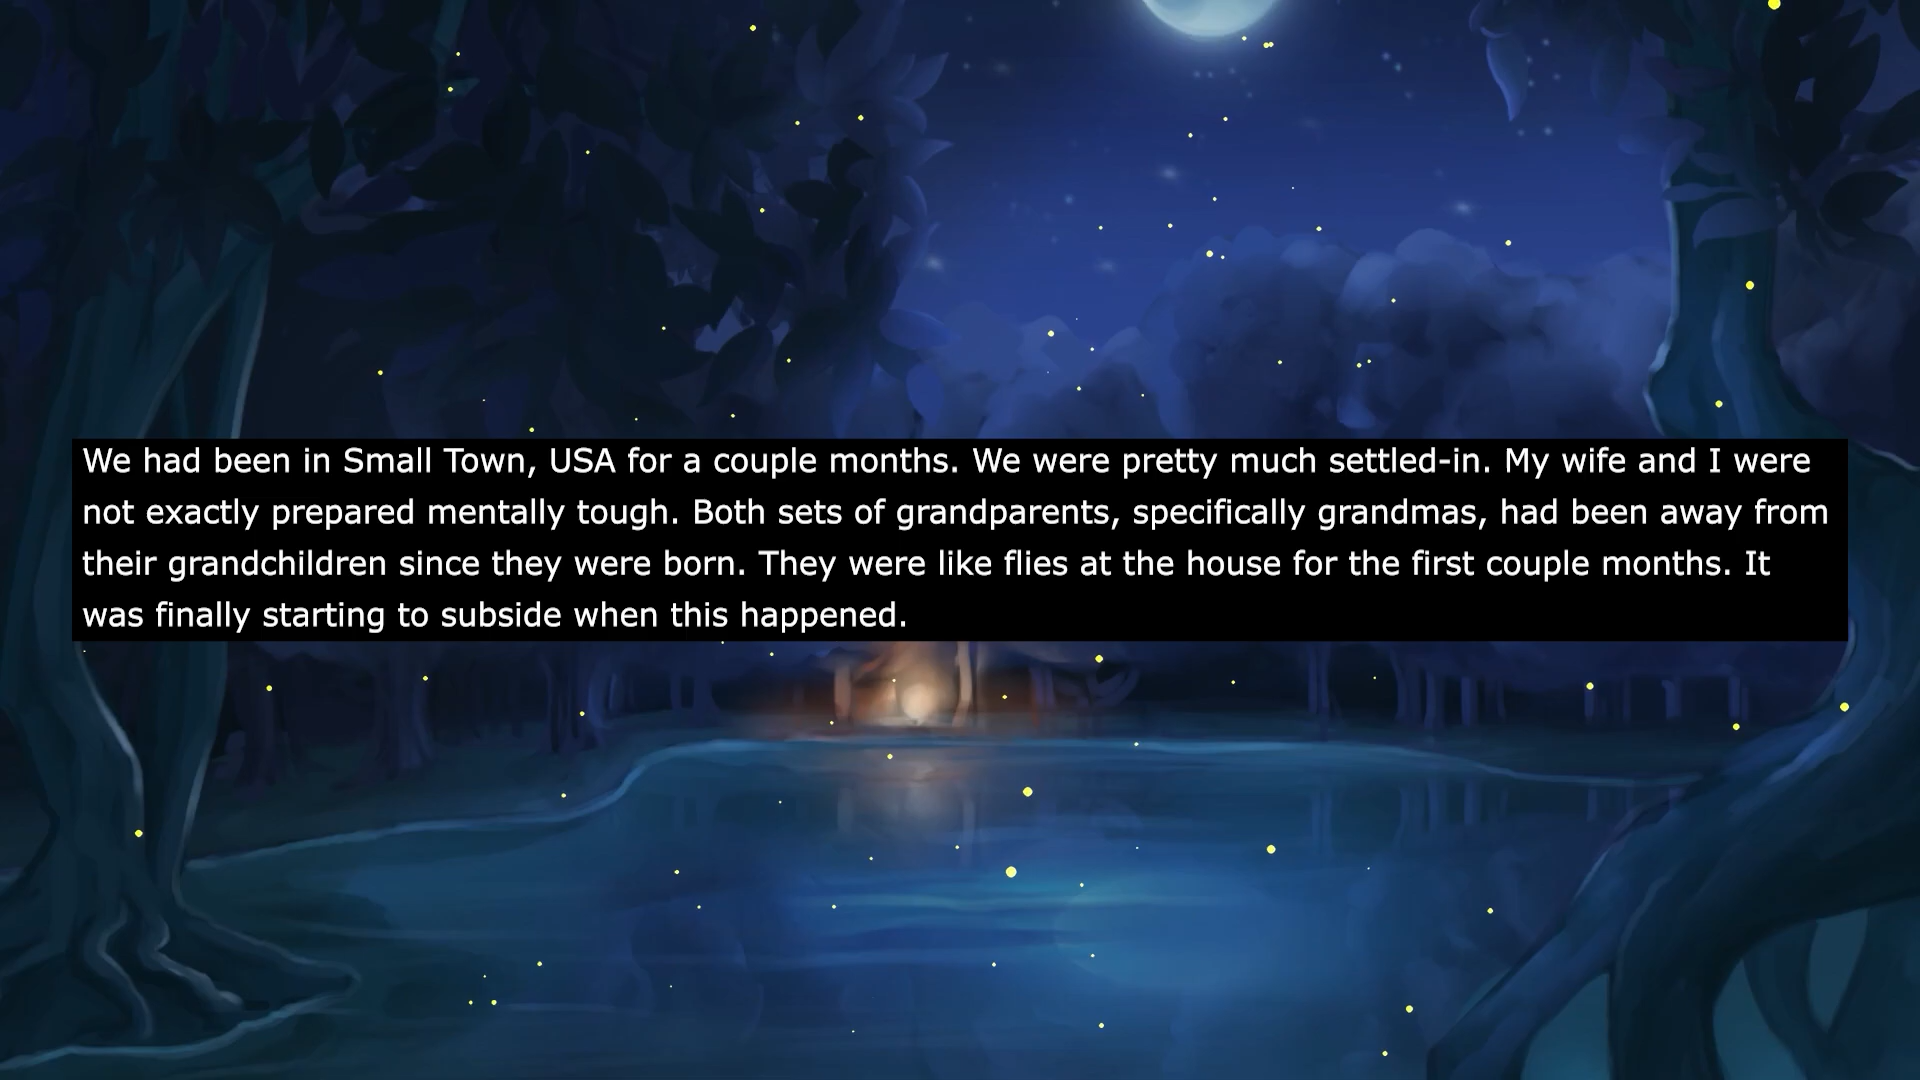 We had been in Small Town, USA for a couple months. We were pretty much settled-in. My wife and I were
not exactly prepared mentally tough. Both sets of grandparents, specifically grandmas, had been away from
their grandchildren since they were born. They were like flies at the house for the first couple months. It
was finally starting to subside when this happened.